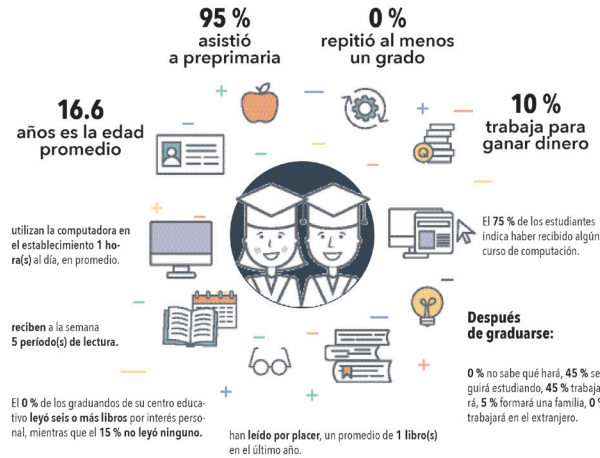 95 %
asistió
a preprimaria
0 %
repitió al menos
un grado
16.6
años es la edad
promedio
10 %
trabaja para
ganar dinero
utilizan la computadora en
el establecimiento 1 ho-
ra(s) al día, en promedio.
El 75 % de los estudiantes
indica haber recibido algún
curso de computación.
reciben a la semana
5 período(s) de lectura.
Después
de graduarse:
0 % no sabe qué hará, 45 % se-
guirá estudiando, 45 % trabaja-
rá, 5 % formará una familia, 0 %
trabajará en el extranjero.
El 0 % de los graduandos de su centro educa-
tivo leyó seis o más libros por interés perso-
nal, mientras que el 15 % no leyó ninguno.
han leído por placer, un promedio de 1 libro(s)
en el último año.
Q